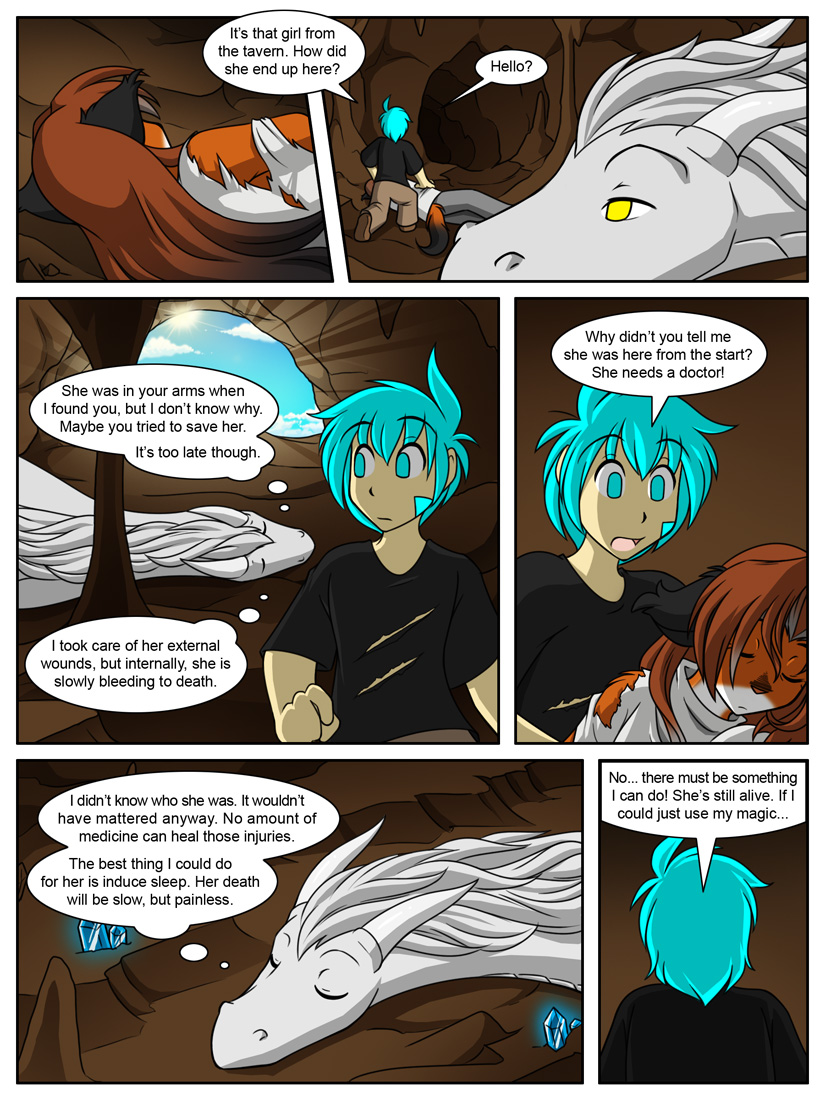 It's that girl from
the tavern. How did
she end up here?
Hello?
She was in your arms when
I found you, but I don't know why.
Maybe you tried to save her.
It's too late though.
I took care of her external
wounds, but internally, she is
slowly bleeding to death.
Why didn't you tell me
she was here from the start?
She needs a doctor!
I didn't know who she was. It wouldn't
have mattered anyway. No amount of
medicine can heal those injuries.
The best thing I could do
for her is induce sleep. Her death
will be slow, but painless.
No... there must be something
I can do! She's still alive. If I
could just use my magic...